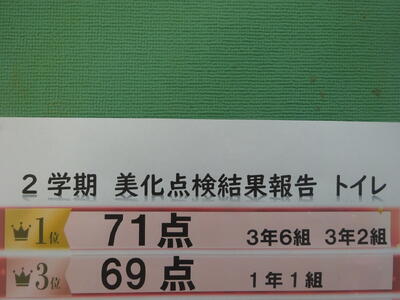 2学期 美化点検結果報告 トイレ
1位 71点 3年6組 3年2組
3位 69点 1年1組